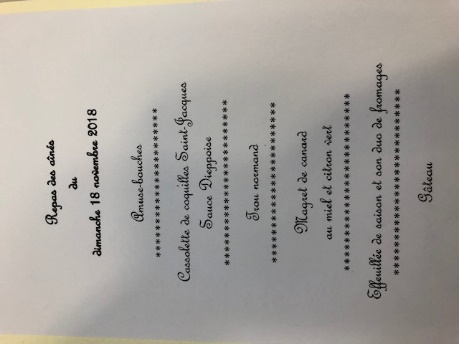 Repas des aînés
du
dimanche 18 novembre 2018
Amuse-bouches
**********************
Cassolette de coquilles Saint-Jacques
Sauce Dieppoise
************************
Trou normand
************************
Magret de canard
au miel et citron vert
**************************
Effeuillée de saison et son duo de fromages
***************************
Gâteau